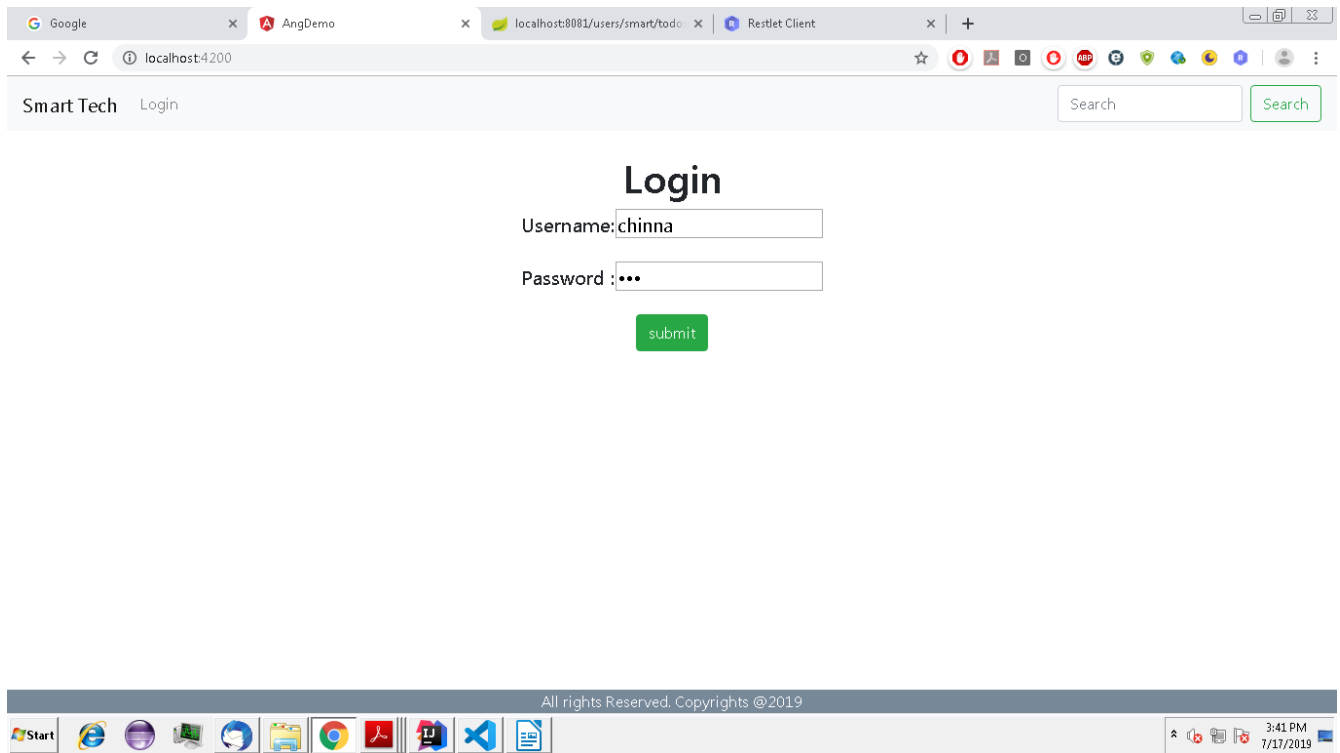 Google AngDemo localhost:8081/users/smart/todo Restlet Client
localhost:4200
Smart Tech Login Search Search
Login
Username: chinna
Password : •••
submit
All rights Reserved. Copyrights @2019
Start 3:41 PM
7/17/2019